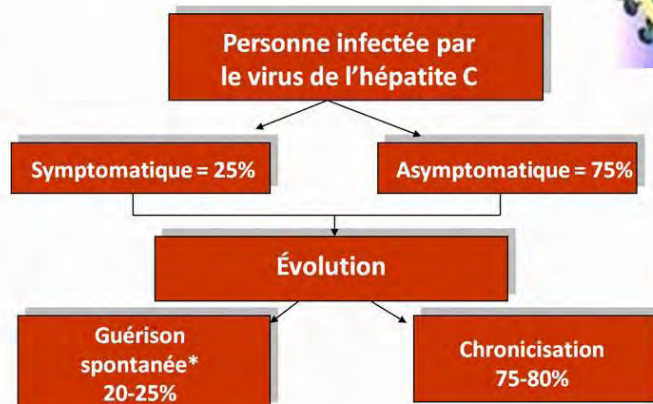 Personne infectée par
le virus de l'hépatite C
Symptomatique = 25%
Asymptomatique = 75%
Évolution
Guérison
spontanée*
20-25%
Chronicisation
75-80%